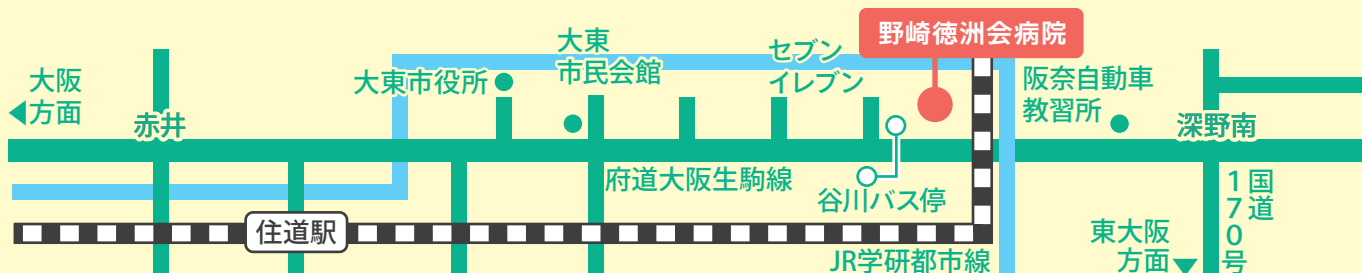 野崎徳洲会病院
大東
市民会館
セブン
イレブン
大阪
方面
大東市役所
阪奈自動車
教習所
赤井
深野南
府道大阪生駒線
谷川バス停
国道
170号
住道駅
東大阪
方面
JR学研都市線